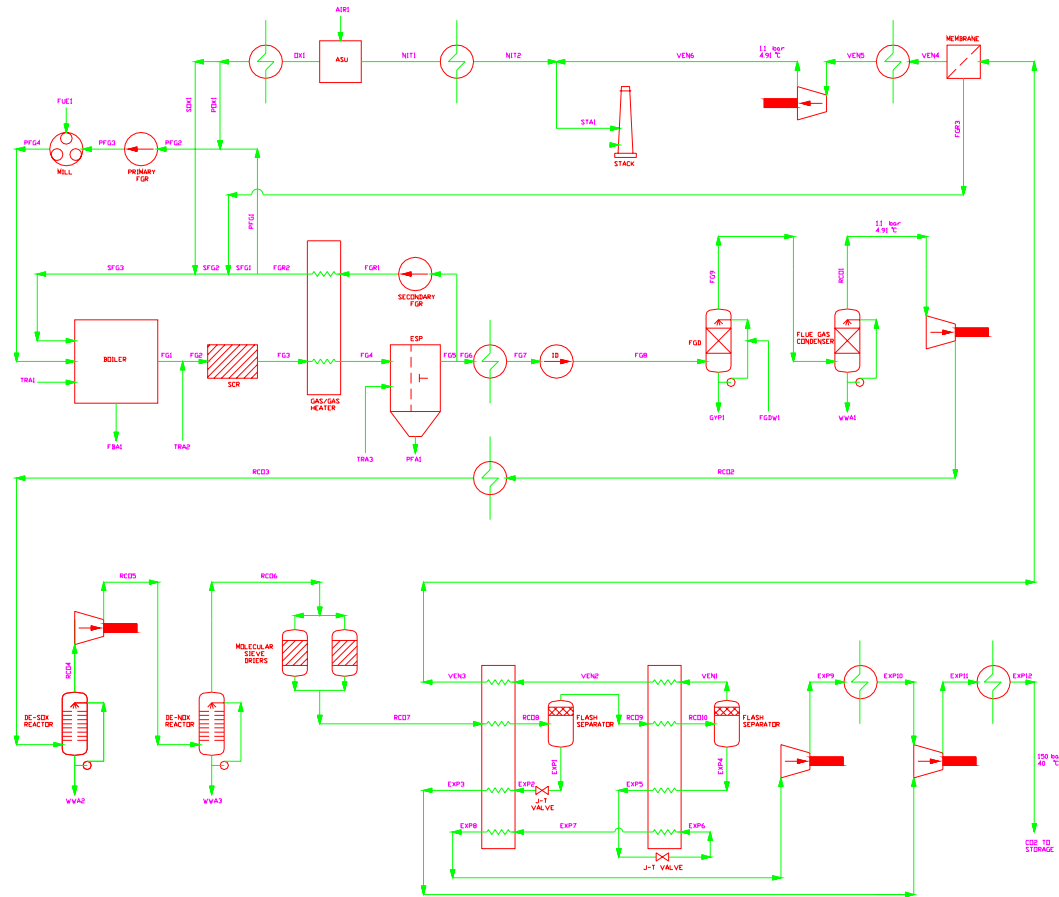 AIR1
ASU
OX1
NIT1
NIT2
VEN6
1.1 bar
4.91 °C
VEN5
VEN4
MEMBRANE
SOX1
POX1
FUE1
PFG4
PFG3
PFG2
MILL
PRIMARY
FGR
STA1
STACK
FGR3
PFG1
1.1 bar
4.91 °C
SFG3
SFG2
SFG1
FGR2
FGR1
SECONDARY
FGR
FG9
RCO1
BOILER
FG1
FG2
SCR
FG3
GAS/GAS
HEATER
FG4
ESP
FG5
FG6
FG7
ID
FG8
FGD
FLUE GAS
CONDENSER
TRA1
FBA1
TRA2
TRA3
PFA1
GYP1
FGDW1
WWA1
RCO3
RCO2
RCO5
RCO6
RCO4
MOLECULAR
SIEVE
DRIERS
DE-SOX
REACTOR
DE-NOX
REACTOR
WWA2
WWA3
VEN3
VEN2
VEN1
EXP9
EXP10
EXP11
EXP12
RCO7
RCO8
FLASH
SEPARATOR
RCO9
RCO10
FLASH
SEPARATOR
EXP1
EXP4
150 ba
40 °C
EXP3
EXP2
J-T
VALVE
EXP5
EXP8
EXP7
EXP6
J-T VALVE
CO2 TO
STORAGE